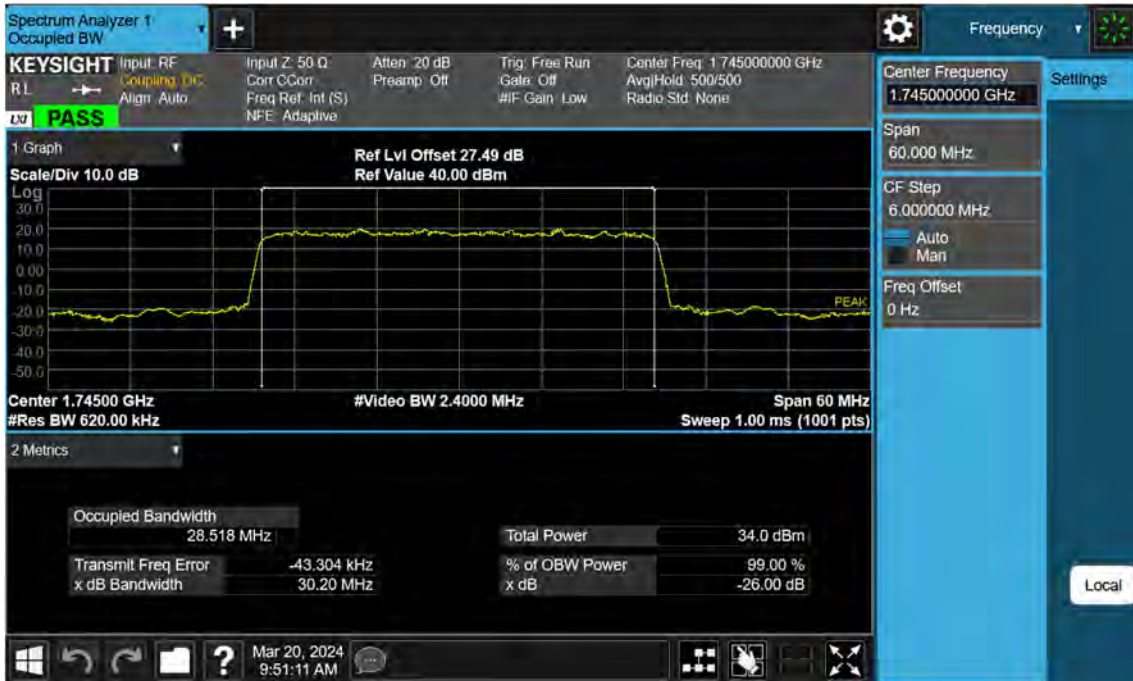 Spectrum Analyzer 1
Occupied BW
Frequency
KEYSIGHT
R L
LXI PASS
Input: RF
Coupling: DC
Align: Auto
Input Z: 50 Ω
Corr CCorr
Freq Ref: Int (S)
NFE: Adaptive
Atten: 20 dB
Preamp: Off
Trig: Free Run
Gate: Off
#IF Gain: Low
Center Freq: 1.745000000 GHz
Avg|Hold: 500/500
Radio Std: None
Center Frequency
1.745000000 GHz
Settings
Span
60.000 MHz
CF Step
6.000000 MHz
Auto
Man
Freq Offset
0 Hz
Local
1 Graph
Scale/Div 10.0 dB
Ref Lvl Offset 27.49 dB
Ref Value 40.00 dBm
Log
30.0
20.0
10.0
0.00
-10.0
-20.0
-30.0
-40.0
-50.0
PEAK
Center 1.74500 GHz #Video BW 2.4000 MHz Span 60 MHz
#Res BW 620.00 kHz Sweep 1.00 ms (1001 pts)
2 Metrics
Occupied Bandwidth
28.518 MHz
Total Power 34.0 dBm
Transmit Freq Error -43.304 kHz
% of OBW Power 99.00 %
x dB Bandwidth 30.20 MHz
x dB -26.00 dB
?
Mar 20, 2024
9:51:11 AM